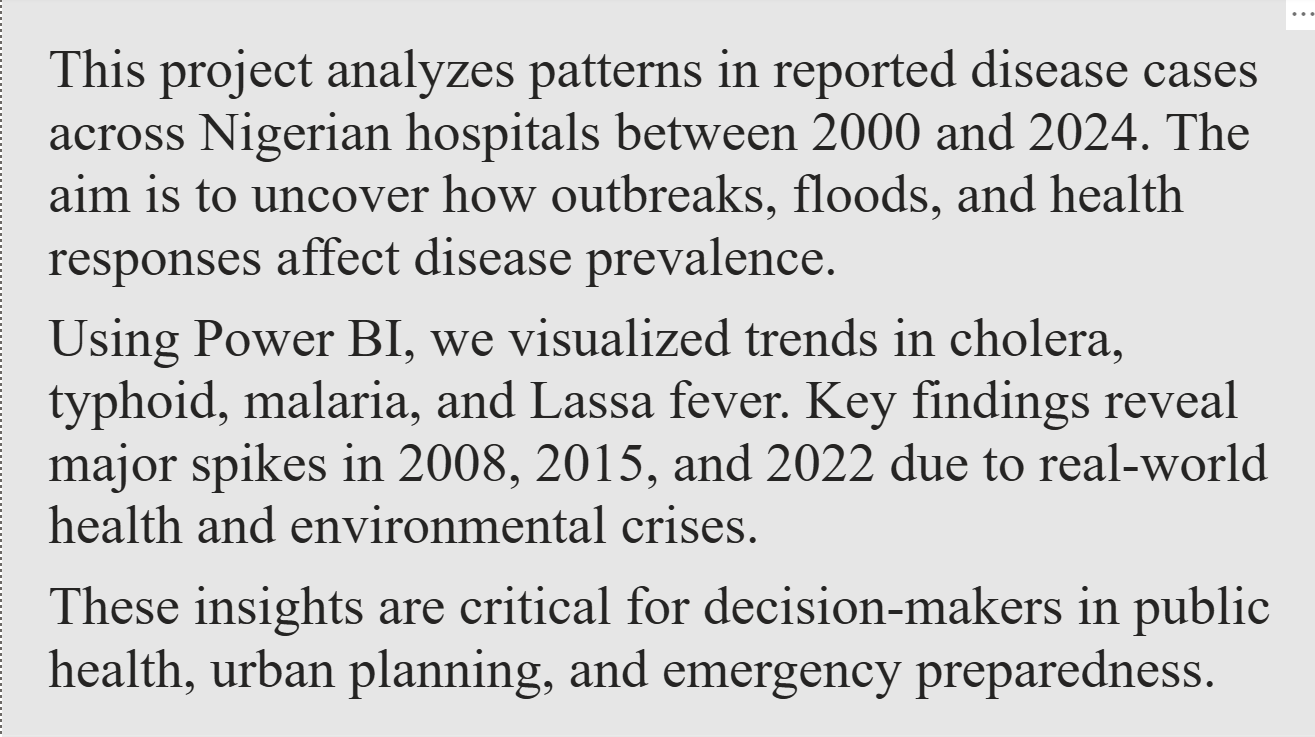 This project analyzes patterns in reported disease cases
across Nigerian hospitals between 2000 and 2024. The
aim is to uncover how outbreaks, floods, and health
responses affect disease prevalence.
Using Power BI, we visualized trends in cholera,
typhoid, malaria, and Lassa fever. Key findings reveal
major spikes in 2008, 2015, and 2022 due to real-world
health and environmental crises.
These insights are critical for decision-makers in public
health, urban planning, and emergency preparedness.